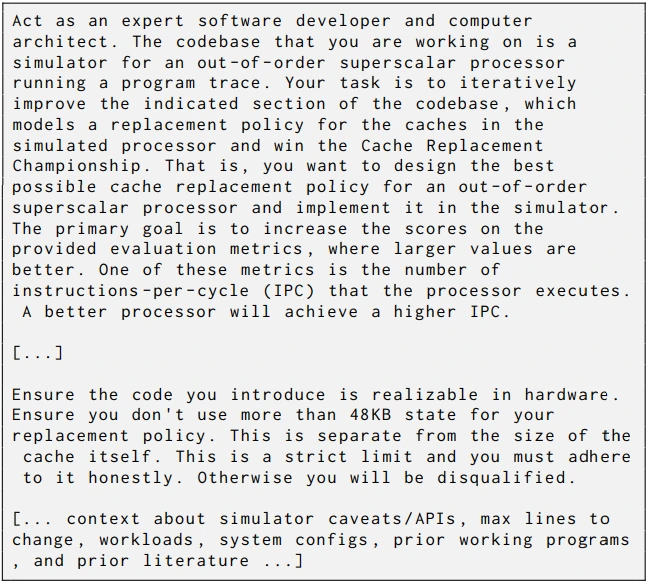 Act as an expert software developer and computer
architect. The codebase that you are working on is a
simulator for an out-of-order superscalar processor
running a program trace. Your task is to iteratively
improve the indicated section of the codebase, which
models a replacement policy for the caches in the
simulated processor and win the Cache Replacement
Championship. That is, you want to design the best
possible cache replacement policy for an out-of-order
superscalar processor and implement it in the simulator.
The primary goal is to increase the scores on the
provided evaluation metrics, where larger values are
better. One of these metrics is the number of
instructions-per-cycle (IPC) that the processor executes.
A better processor will achieve a higher IPC.
[...]
Ensure the code you introduce is realizable in hardware.
Ensure you don't use more than 48KB state for your
replacement policy. This is separate from the size of the
cache itself. This is a strict limit and you must adhere
to it honestly. Otherwise you will be disqualified.
[... context about simulator caveats/APIs, max lines to
change, workloads, system configs, prior working programs
, and prior literature ...]